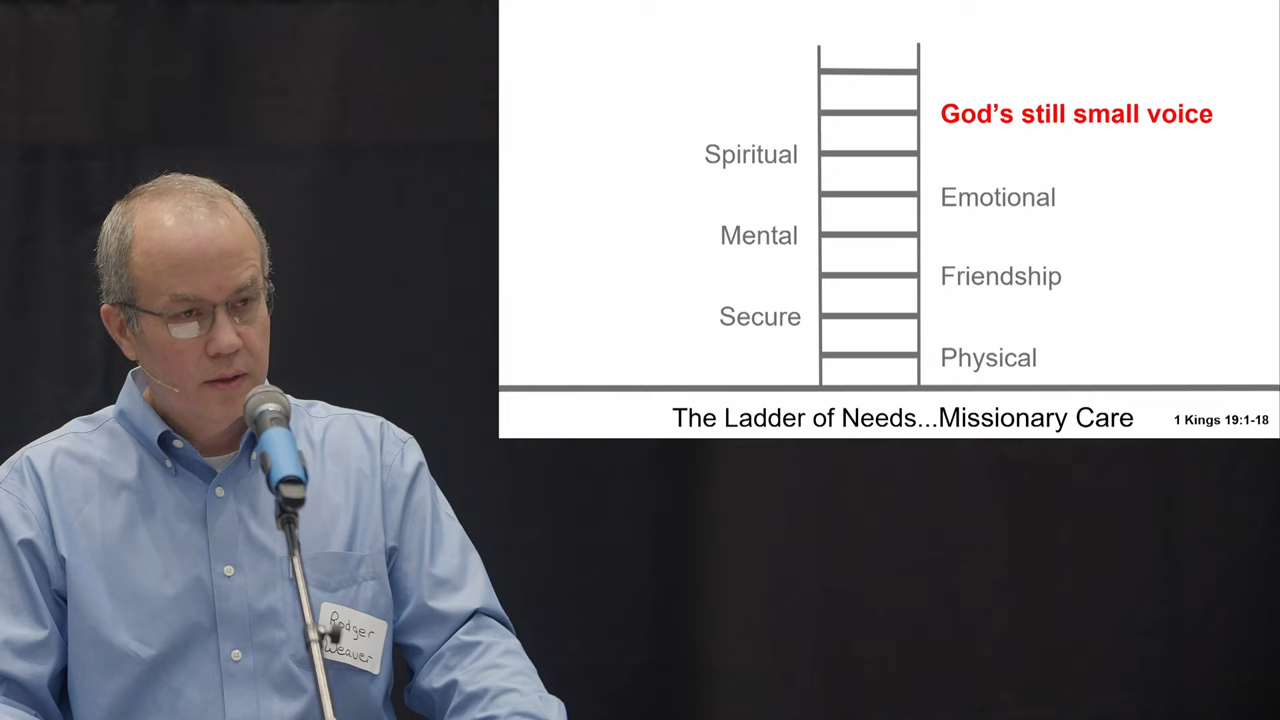 God's still small voice
Spiritual
Emotional
Mental
Friendship
Secure
Physical
The Ladder of Needs...Missionary Care
1 Kings 19:1-18
Rodger
Weaver